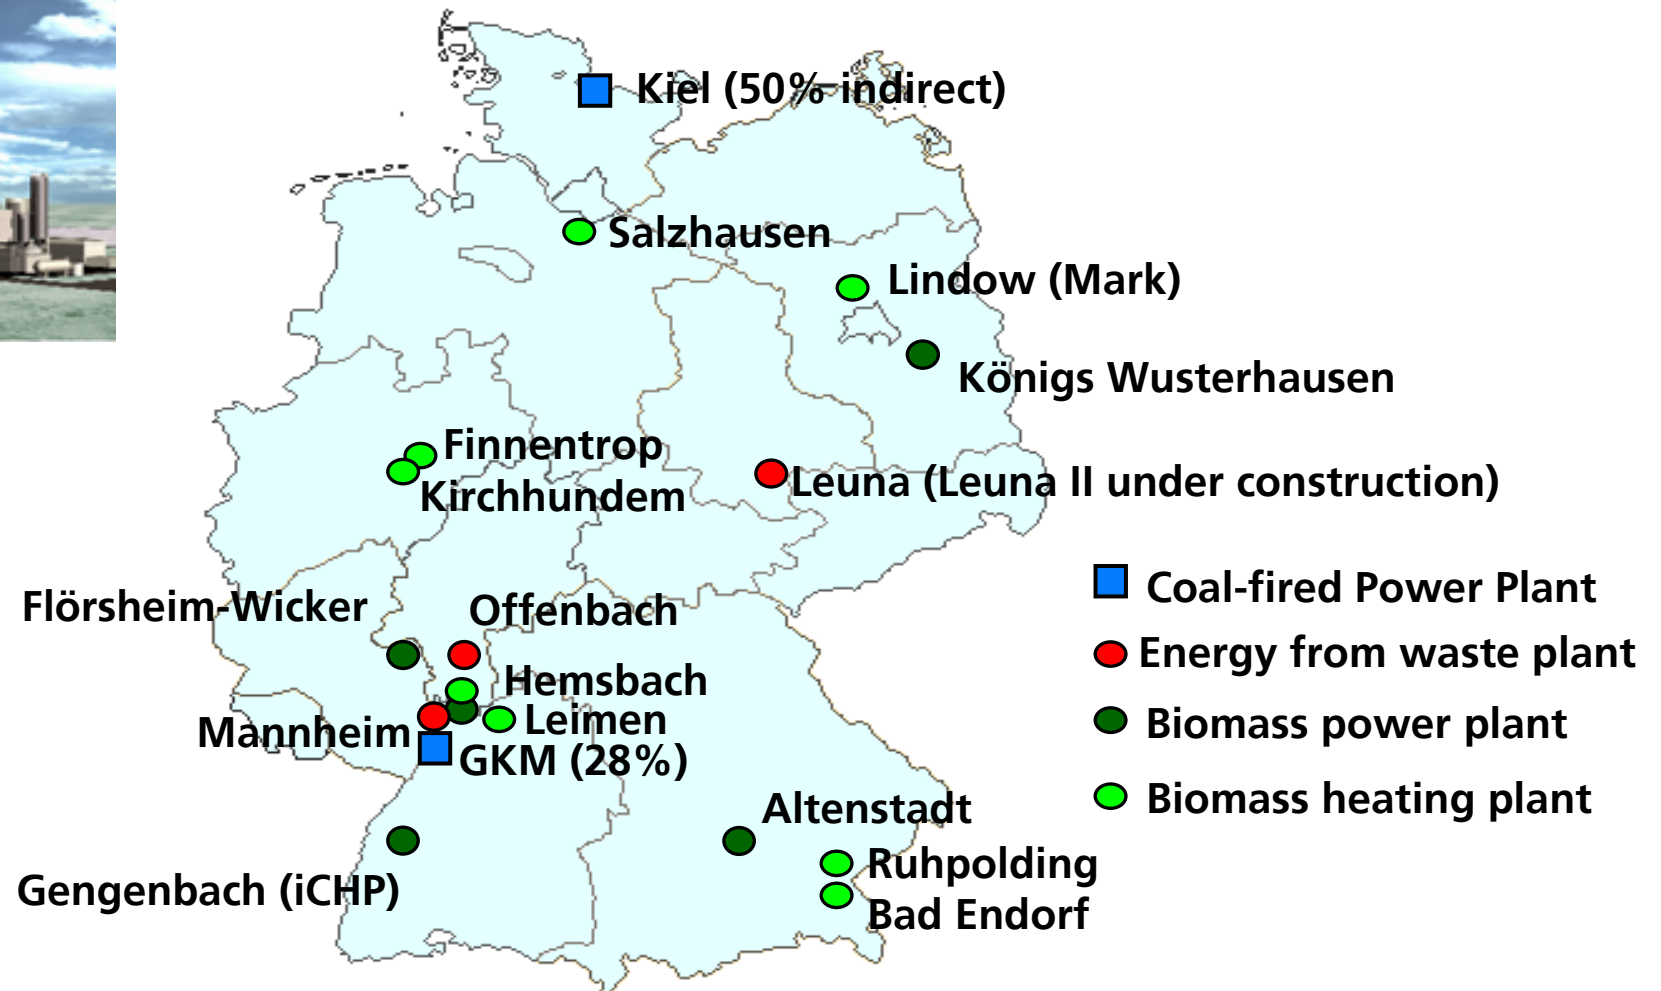 Kiel (50% indirect)
Salzhausen
Lindow (Mark)
Königs Wusterhausen
Finnentrop
Kirchhundem
Leuna (Leuna II under construction)
Coal-fired Power Plant
Flörsheim-Wicker
Offenbach
Energy from waste plant
Hemsbach
Leimen
Biomass power plant
Mannheim
GKM (28%)
Biomass heating plant
Altenstadt
Ruhpolding
Gengenbach (iCHP)
Bad Endorf